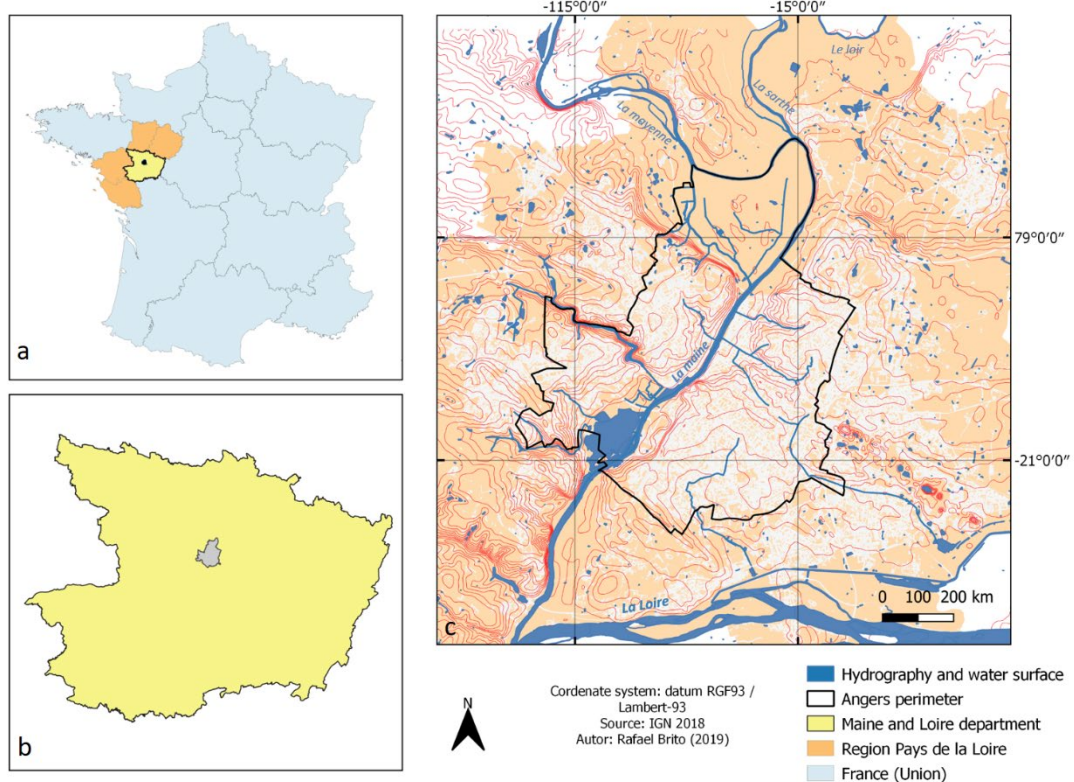 a
b
-115°0'0"
-15°0'0"
Le loir
La sarthe
La mayenne
79°0'0"
La maine
-21°0'0"
0 100 200 km
La Loire
c
N
Cordenate system: datum RGF93 /
Lambert-93
Source: IGN 2018
Autor: Rafael Brito (2019)
Hydrography and water surface
Angers perimeter
Maine and Loire department
Region Pays de la Loire
France (Union)